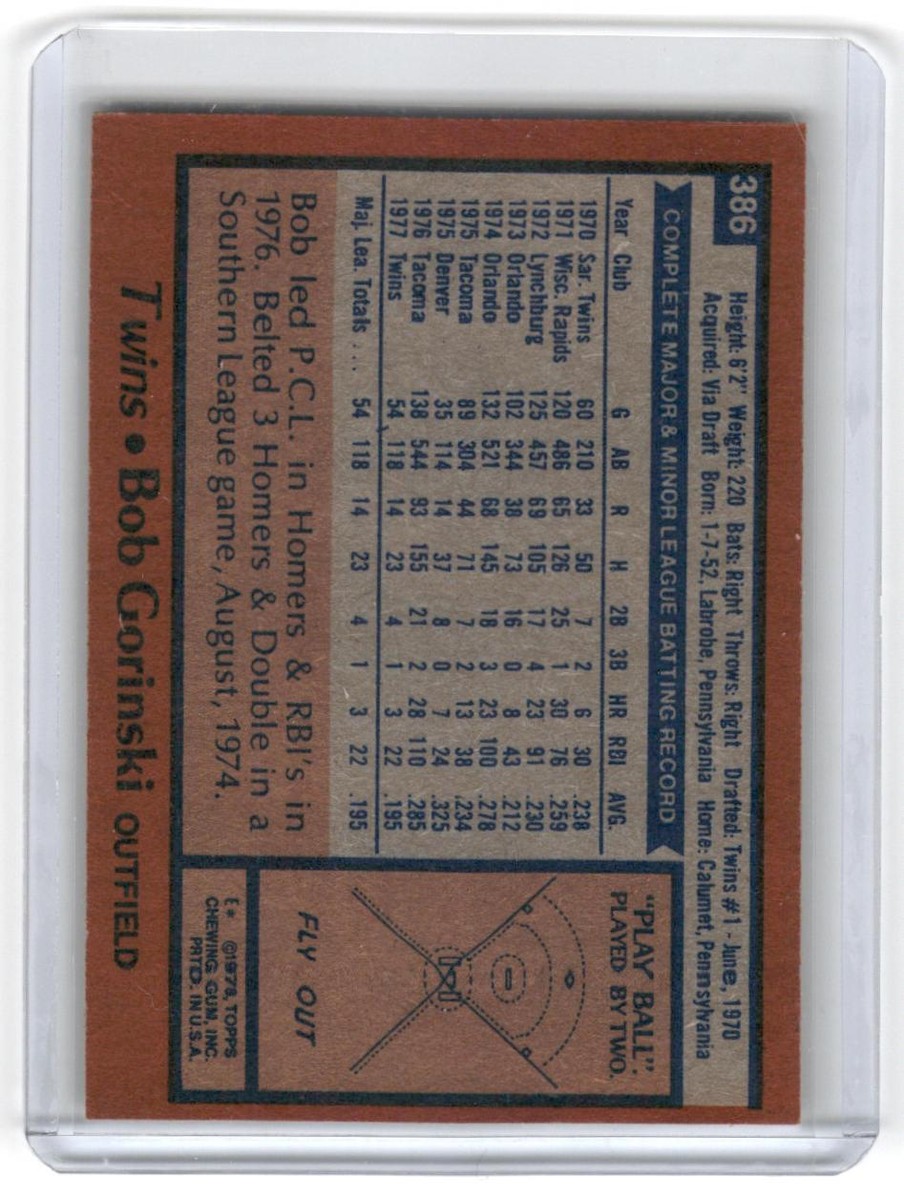 386
Height: 6'2" Weight: 220 Bats: Right Throws: Right Drafted: Twins #1 - June, 1970
Acquired: Via Draft Born: 1-7-52, Latrobe, Pennsylvania Home: Calumet, Pennsylvania
COMPLETE MAJOR & MINOR LEAGUE BATTING RECORD
Year Club G AB R H 2B 3B HR RBI AVG.
1970 Sar. Twins 60 210 33 50 7 2 6 30 .238
1971 Wisc. Rapids 120 486 65 126 25 1 30 76 .259
1972 Lynchburg 125 457 69 105 17 4 23 91 .230
1973 Orlando 102 344 38 73 16 0 8 43 .212
1974 Orlando 132 521 68 145 18 3 23 100 .278
1975 Tacoma 89 304 44 71 7 2 13 38 .234
1975 Denver 35 114 14 37 8 0 7 24 .325
1976 Tacoma 138 544 93 155 21 2 28 110 .285
1977 Twins 54 118 14 23 4 1 3 22 .195
Maj. Lea. Totals .... 54 118 14 23 4 1 3 22 .195
Bob led P.C.L. in Homers & RBI's in
1976. Belted 3 Homers & Double in a
Southern League game, August, 1974.
"PLAY BALL".
PLAYED BY TWO.
FLY OUT
©1978, TOPPS
CHEWING GUM, INC.
PRTD. IN U.S.A.
Twins • Bob Gorinski OUTFIELD